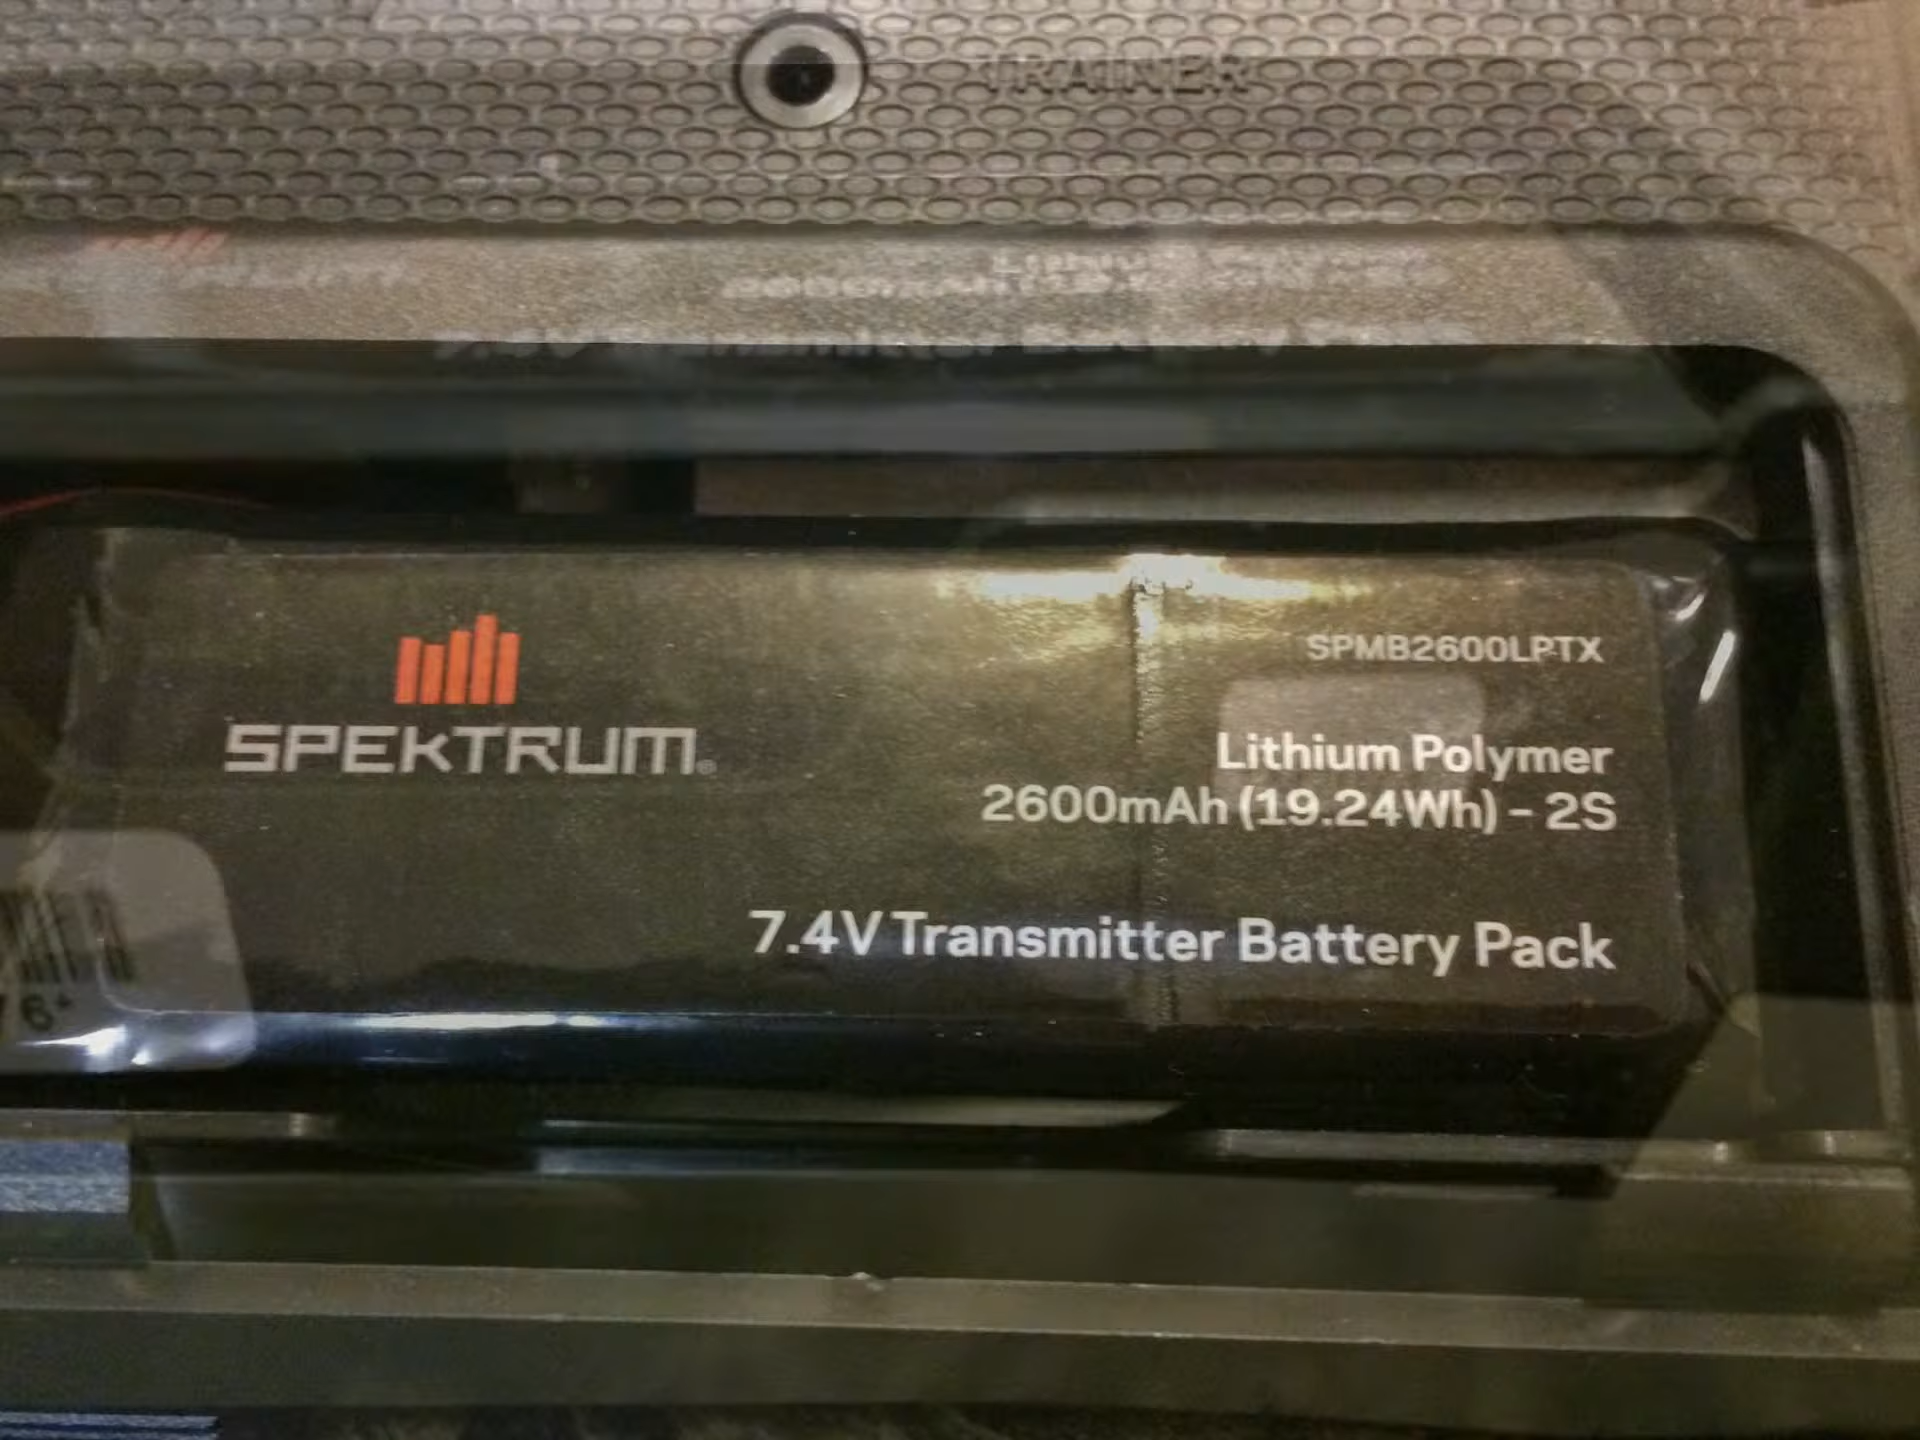 TRAINER
SPMB2600LPTX
SPEKTRUM®
Lithium Polymer
2600mAh (19.24Wh) - 2S
7.4V Transmitter Battery Pack